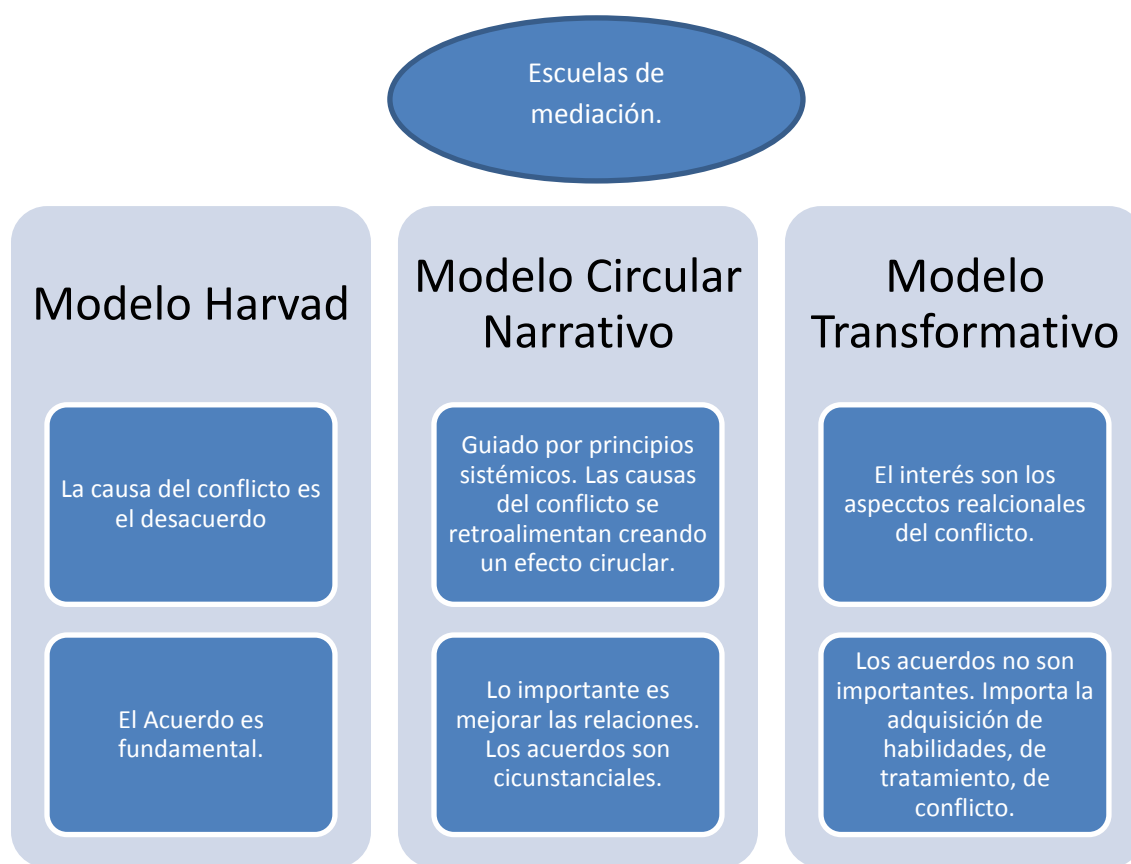 Escuelas de
mediación.
Modelo Harvad
La causa del conflicto es
el desacuerdo
El Acuerdo es
fundamental.
Modelo Circular
Narrativo
Guiado por principios
sistémicos. Las causas
del conflicto se
retroalimentan creando
un efecto ciruclar.
Lo importante es
mejorar las relaciones.
Los acuerdos son
cicunstanciales.
Modelo
Transformativo
El interés son los
aspecctos realcionales
del conflicto.
Los acuerdos no son
importantes. Importa la
adquisición de
habilidades, de
tratamiento, de
conflicto.